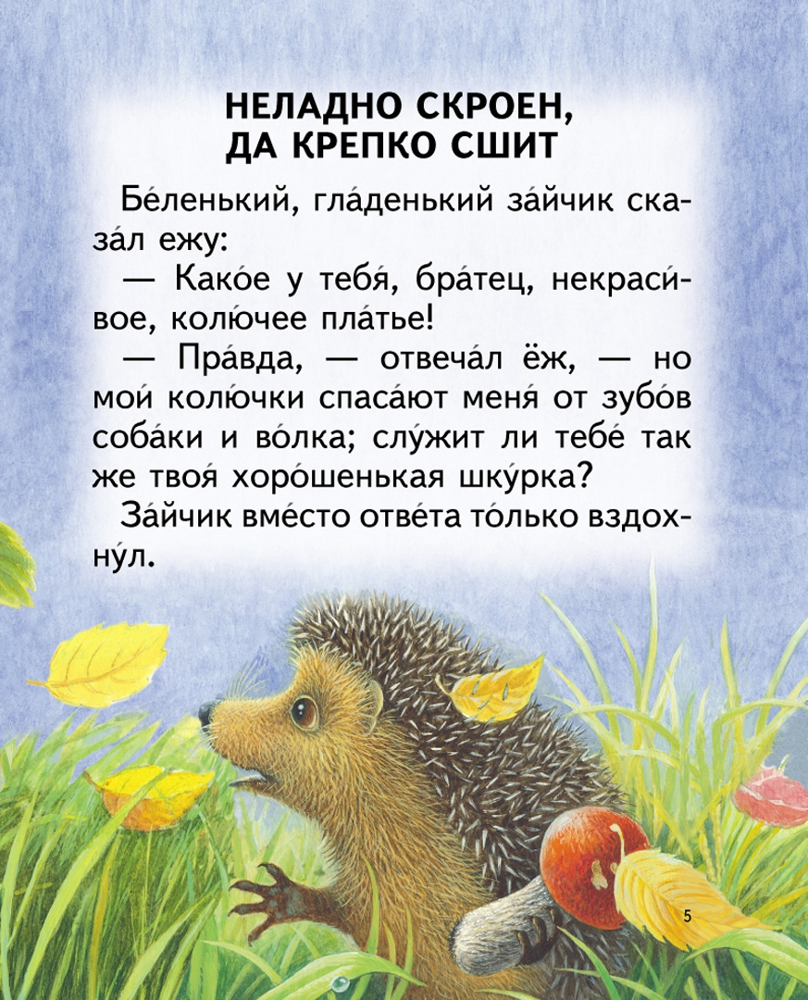 НЕЛАДНО СКРОЕН,
ДА КРЕПКО СШИТ
Бе́ленький, гла́денький за́йчик ска-
за́л ежу:
— Како́е у тебя́, бра́тец, некраси́-
вое, колю́чее пла́тье!
— Пра́вда, — отвеча́л ёж, — но
мои́ колю́чки спаса́ют меня́ от зубо́в
соба́ки и во́лка; слу́жит ли тебе́ так
же твоя́ хоро́шенькая шку́рка?
За́йчик вме́сто отве́та то́лько вздох-
ну́л.
5